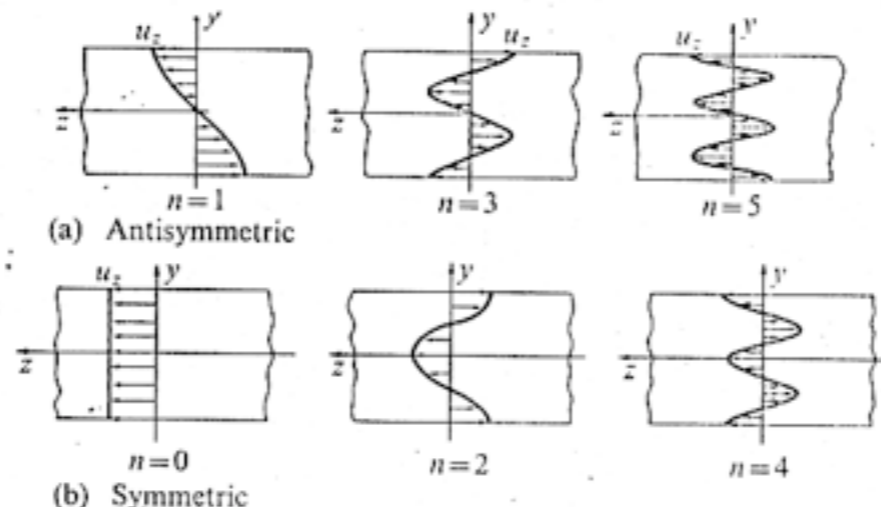 y u_z y u_z y u_z
z z z
n=1 n=3 n=5
(a) Antisymmetric
u_z y y y
z z z
n=0 n=2 n=4
(b) Symmetric